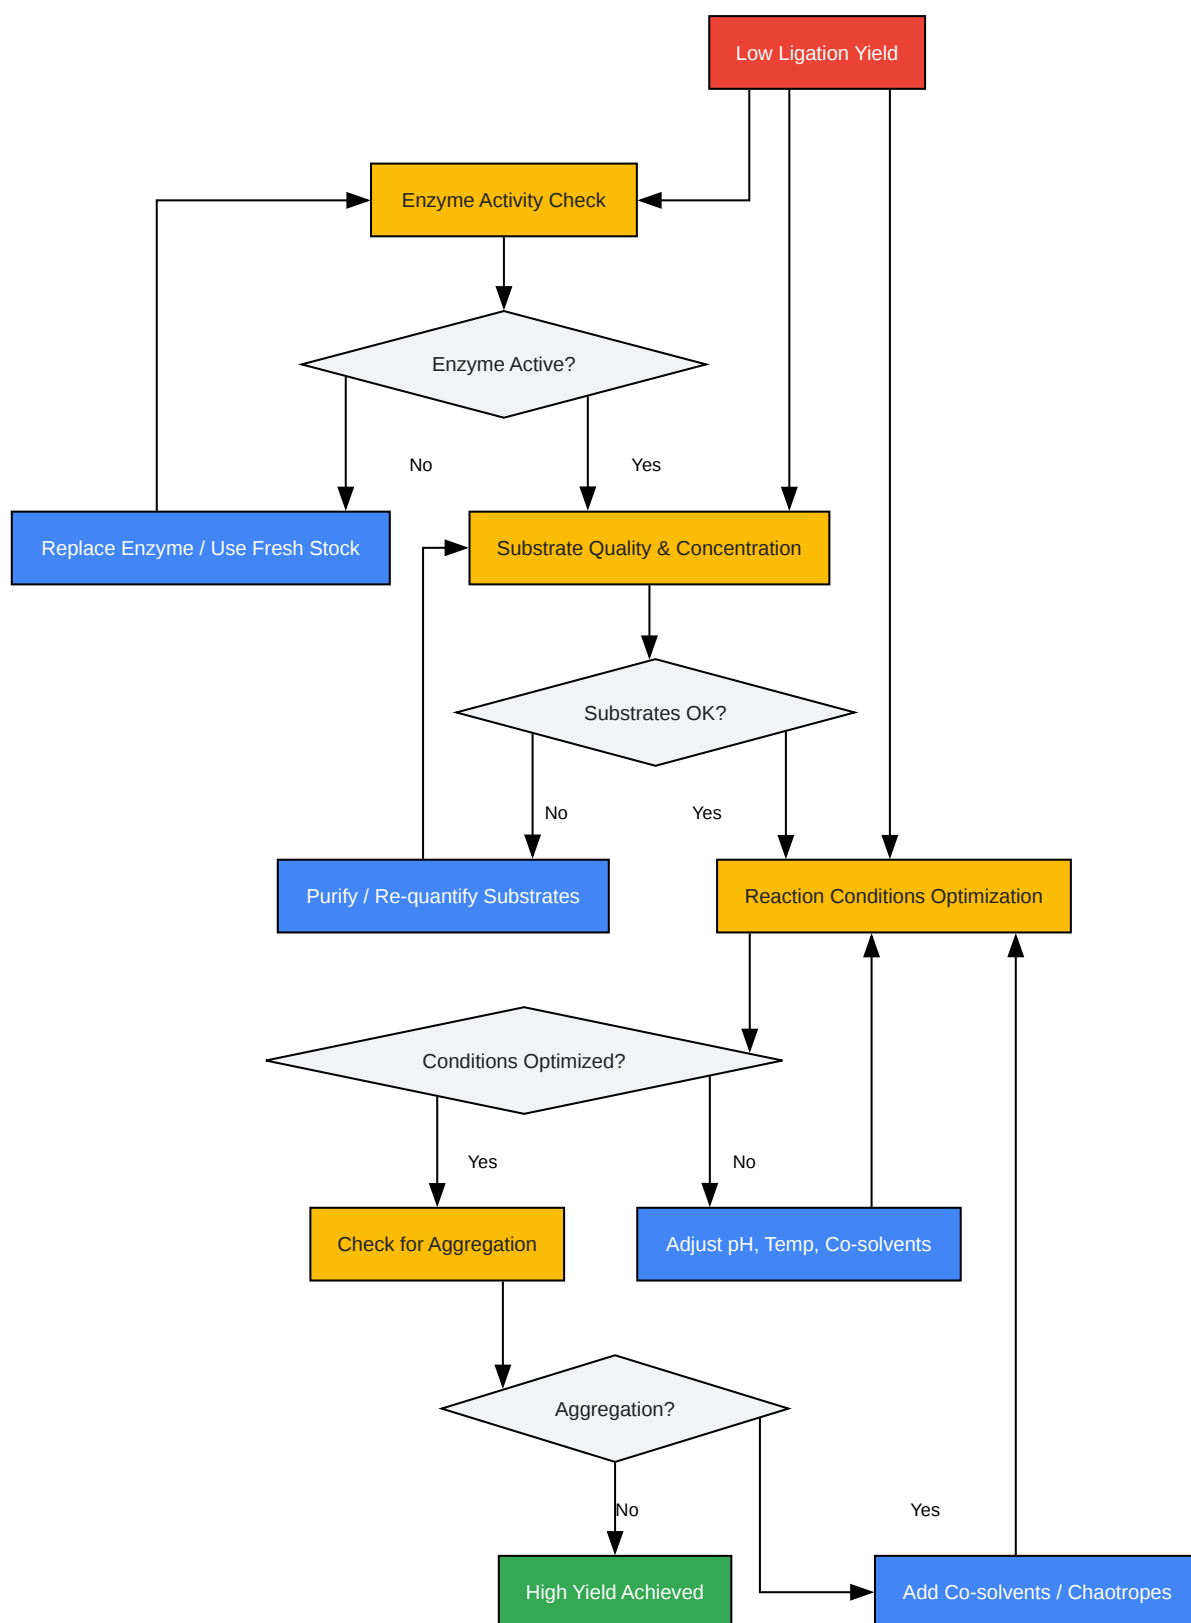 Low Ligation Yield
Enzyme Activity Check
Enzyme Active?
No
Yes
Replace Enzyme / Use Fresh Stock
Substrate Quality & Concentration
Substrates OK?
No
Yes
Purify / Re-quantify Substrates
Reaction Conditions Optimization
Conditions Optimized?
Yes
No
Check for Aggregation
Adjust pH, Temp, Co-solvents
Aggregation?
No
Yes
High Yield Achieved
Add Co-solvents / Chaotropes